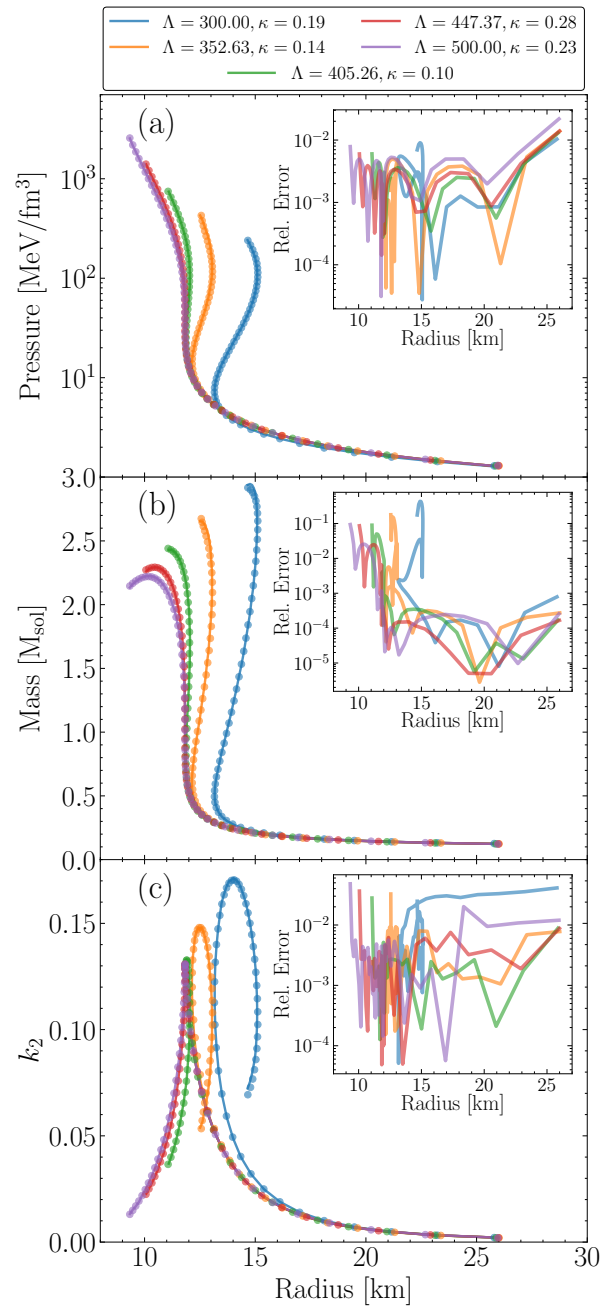 Λ = 300.00, κ = 0.19
Λ = 447.37, κ = 0.28
Λ = 352.63, κ = 0.14
Λ = 500.00, κ = 0.23
Λ = 405.26, κ = 0.10
(a)
Pressure [MeV/fm³]
10³
10²
10¹
Rel. Error
10⁻²
10⁻³
10⁻⁴
10 15 20 25
Radius [km]
(b)
Mass [M_sol]
3.0
2.5
2.0
1.5
1.0
0.5
0.0
Rel. Error
10⁻¹
10⁻²
10⁻³
10⁻⁴
10⁻⁵
10 15 20 25
Radius [km]
(c)
k₂
0.15
0.10
0.05
0.00
Rel. Error
10⁻²
10⁻³
10⁻⁴
10 15 20 25
Radius [km]
10 15 20 25 30
Radius [km]